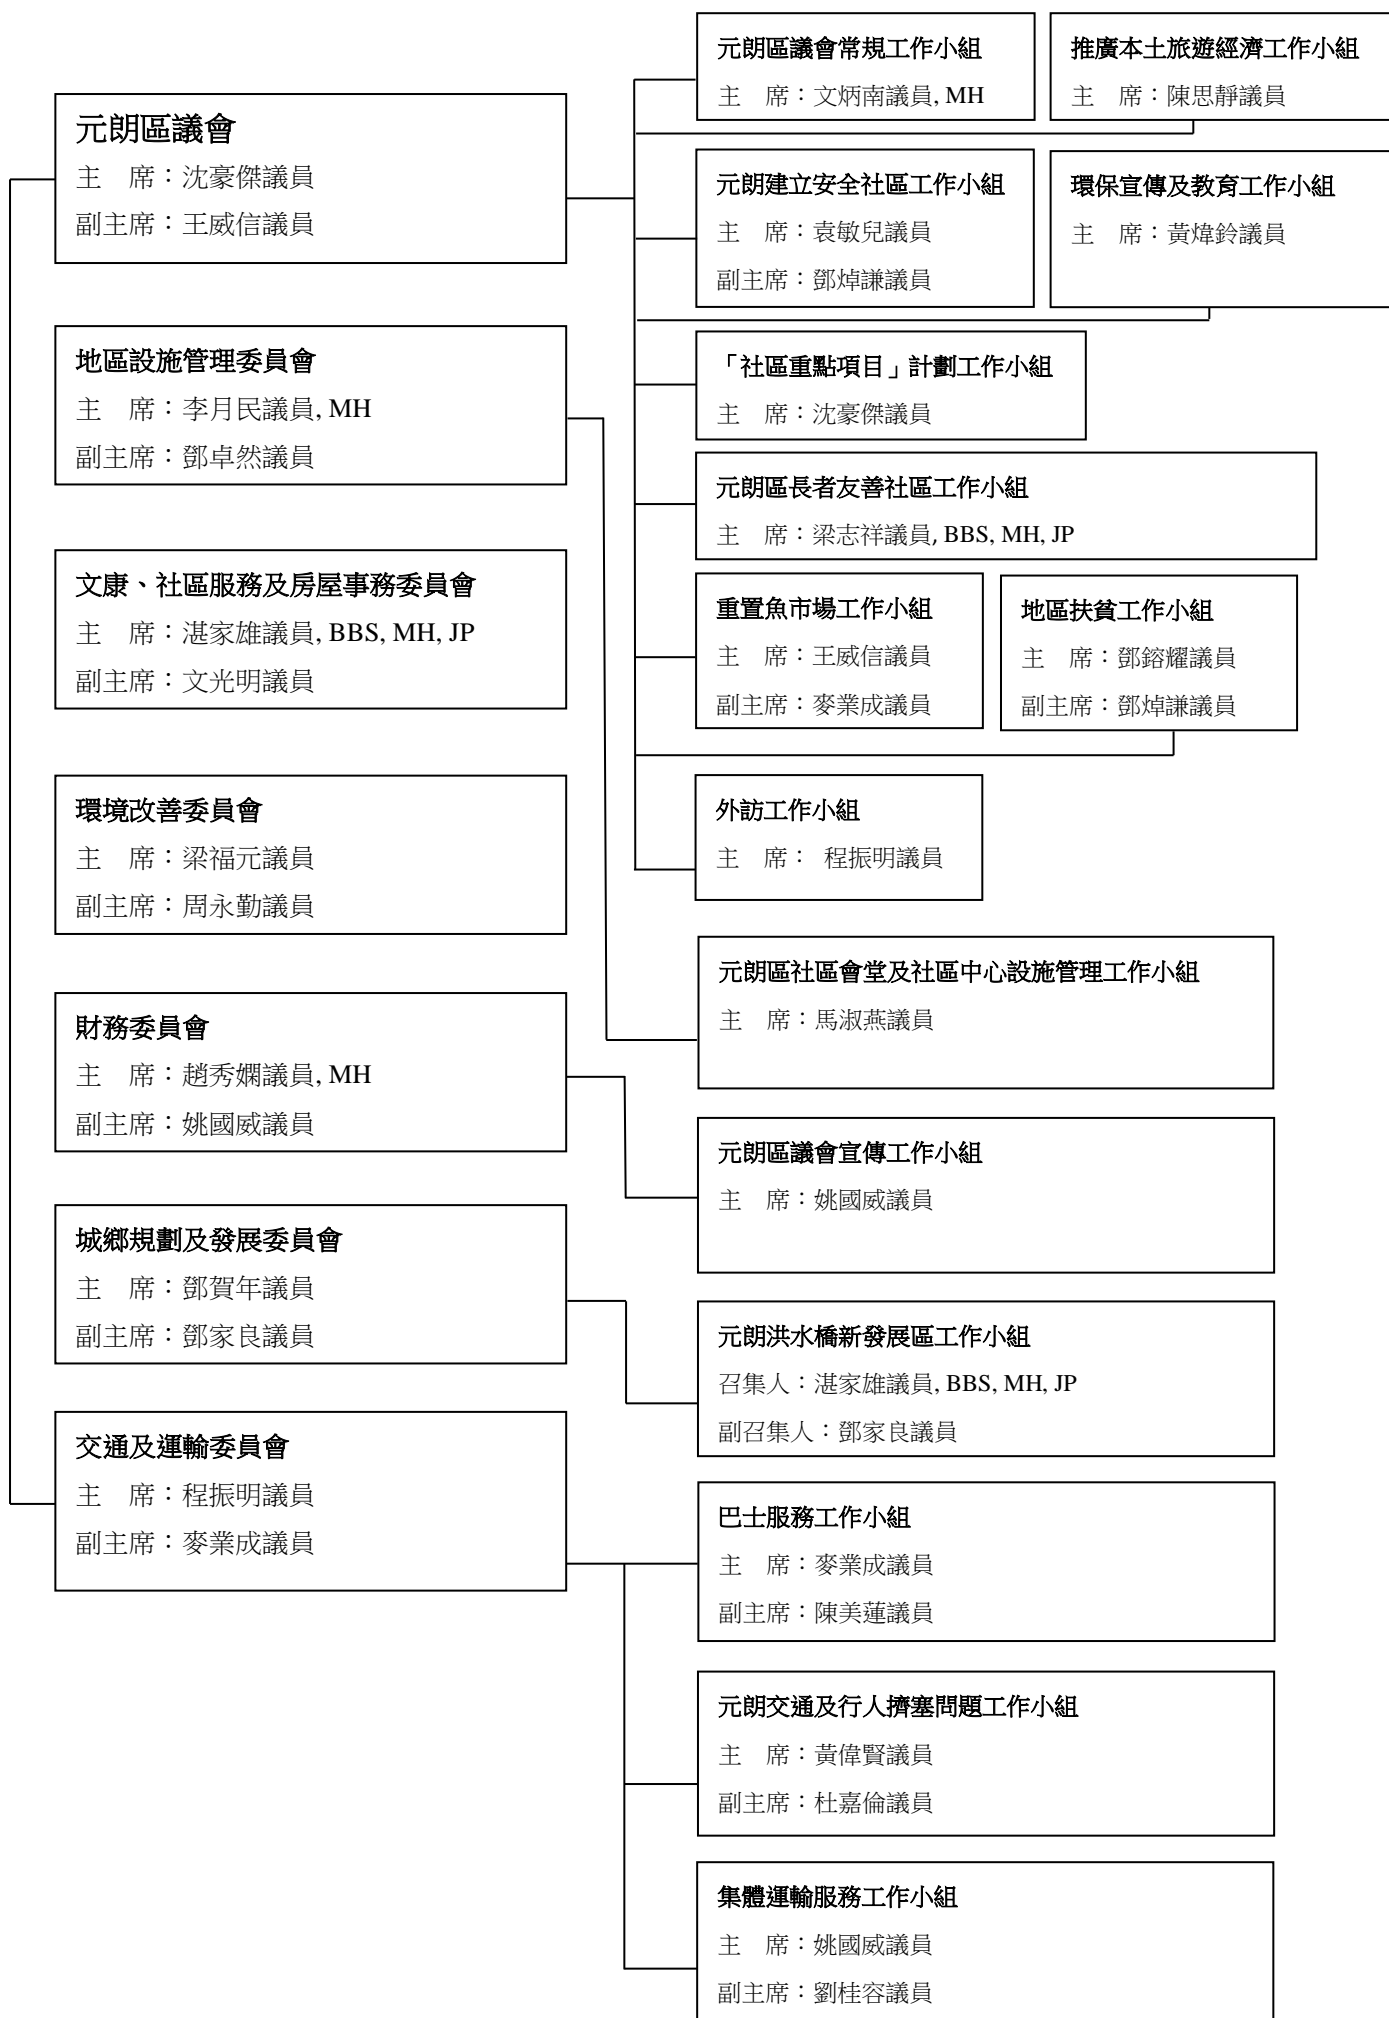 元朗區議會
主　席：沈豪傑議員
副主席：王威信議員
地區設施管理委員會
主　席：李月民議員, MH
副主席：鄧卓然議員
文康、社區服務及房屋事務委員會
主　席：湛家雄議員, BBS, MH, JP
副主席：文光明議員
環境改善委員會
主　席：梁福元議員
副主席：周永勤議員
財務委員會
主　席：趙秀嫻議員, MH
副主席：姚國威議員
城鄉規劃及發展委員會
主　席：鄧賀年議員
副主席：鄧家良議員
交通及運輸委員會
主　席：程振明議員
副主席：麥業成議員
元朗區議會常規工作小組
主　席：文炳南議員, MH
推廣本土旅遊經濟工作小組
主　席：陳思靜議員
元朗建立安全社區工作小組
主　席：袁敏兒議員
副主席：鄧焯謙議員
環保宣傳及教育工作小組
主　席：黃煒鈴議員
「社區重點項目」計劃工作小組
主　席：沈豪傑議員
元朗區長者友善社區工作小組
主　席：梁志祥議員, BBS, MH, JP
重置魚市場工作小組
主　席：王威信議員
副主席：麥業成議員
地區扶貧工作小組
主　席：鄧鎔耀議員
副主席：鄧焯謙議員
外訪工作小組
主　席： 程振明議員
元朗區社區會堂及社區中心設施管理工作小組
主　席：馬淑燕議員
元朗區議會宣傳工作小組
主　席：姚國威議員
元朗洪水橋新發展區工作小組
召集人：湛家雄議員, BBS, MH, JP
副召集人：鄧家良議員
巴士服務工作小組
主　席：麥業成議員
副主席：陳美蓮議員
元朗交通及行人擠塞問題工作小組
主　席：黃偉賢議員
副主席：杜嘉倫議員
集體運輸服務工作小組
主　席：姚國威議員
副主席：劉桂容議員